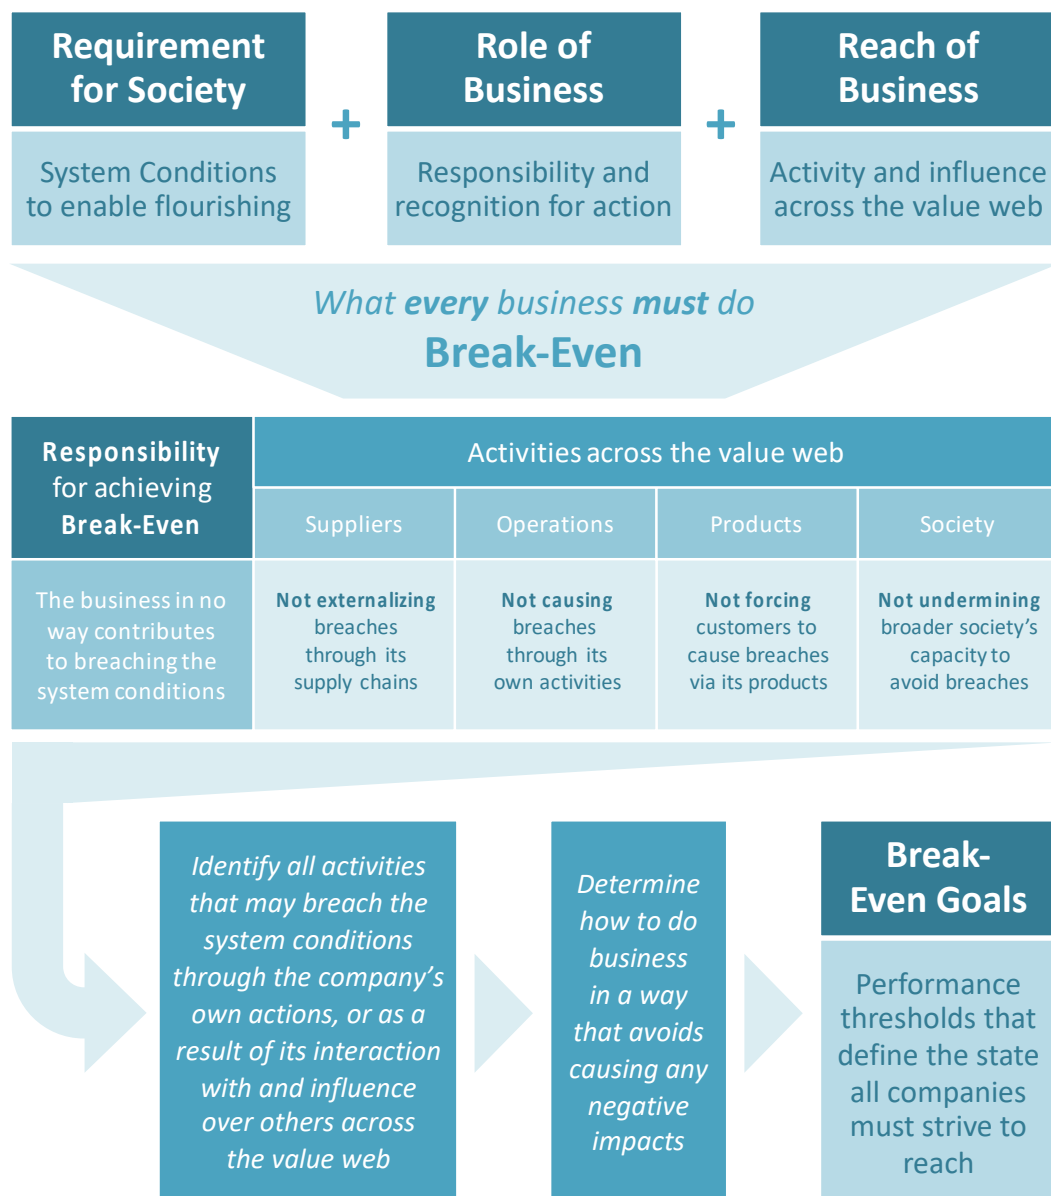 Requirement
for Society
System Conditions
to enable flourishing
+
Role of
Business
Responsibility and
recognition for action
+
Reach of
Business
Activity and influence
across the value web
What every business must do
Break-Even
Responsibility
for achieving
Break-Even
Activities across the value web
Suppliers
Operations
Products
Society
The business in no
way contributes
to breaching the
system conditions
Not externalizing
breaches
through its
supply chains
Not causing
breaches
through its
own activities
Not forcing
customers to
cause breaches
via its products
Not undermining
broader society's
capacity to
avoid breaches
Identify all activities
that may breach the
system conditions
through the company's
own actions, or as a
result of its interaction
with and influence
over others across
the value web
Determine
how to do
business
in a way
that avoids
causing any
negative
impacts
Break-
Even Goals
Performance
thresholds that
define the state
all companies
must strive to
reach